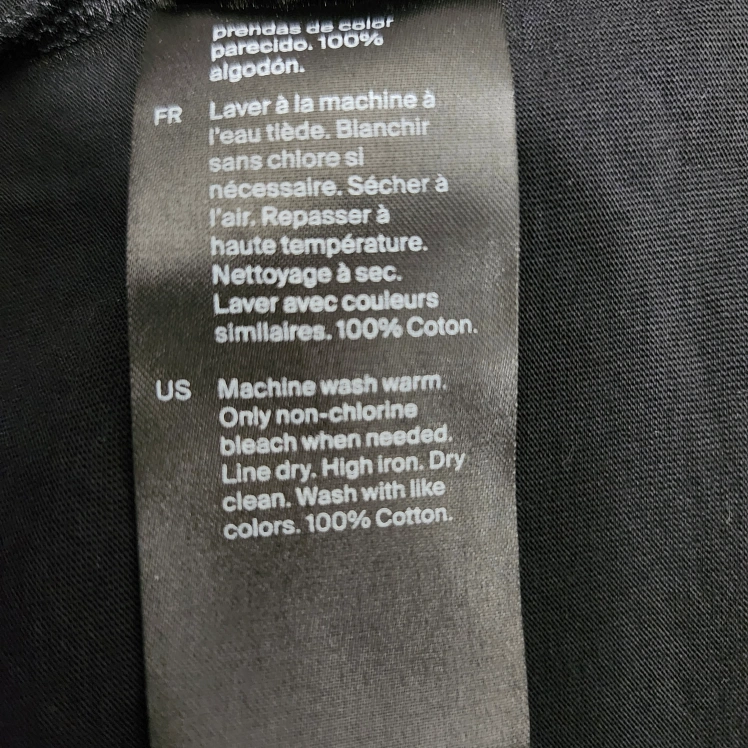 prendas de color
parecido. 100%
algodón.
FR Laver à la machine à
l'eau tiède. Blanchir
sans chlore si
nécessaire. Sécher à
l'air. Repasser à
haute température.
Nettoyage à sec.
Laver avec couleurs
similaires. 100% Coton.
US Machine wash warm.
Only non-chlorine
bleach when needed.
Line dry. High iron. Dry
clean. Wash with like
colors. 100% Cotton.